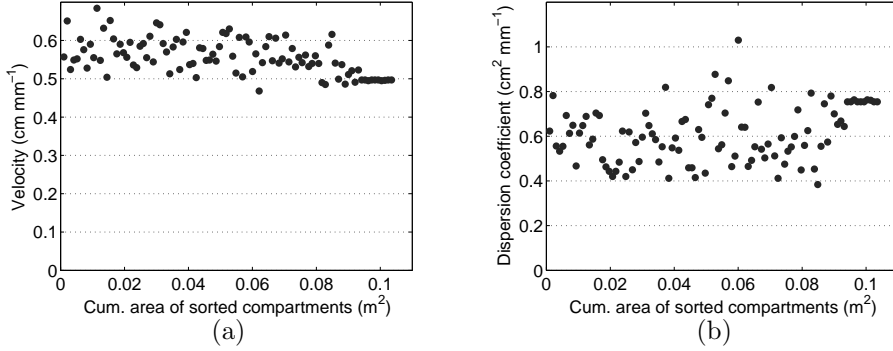 0.6
0.5
0.4
0.3
0.2
0.1
0
Velocity (cm mm⁻¹)
0 0.02 0.04 0.06 0.08 0.1
Cum. area of sorted compartments (m²)
(a)
1
0.8
0.6
0.4
0.2
0
Dispersion coefficient (cm² mm⁻¹)
0 0.02 0.04 0.06 0.08 0.1
Cum. area of sorted compartments (m²)
(b)